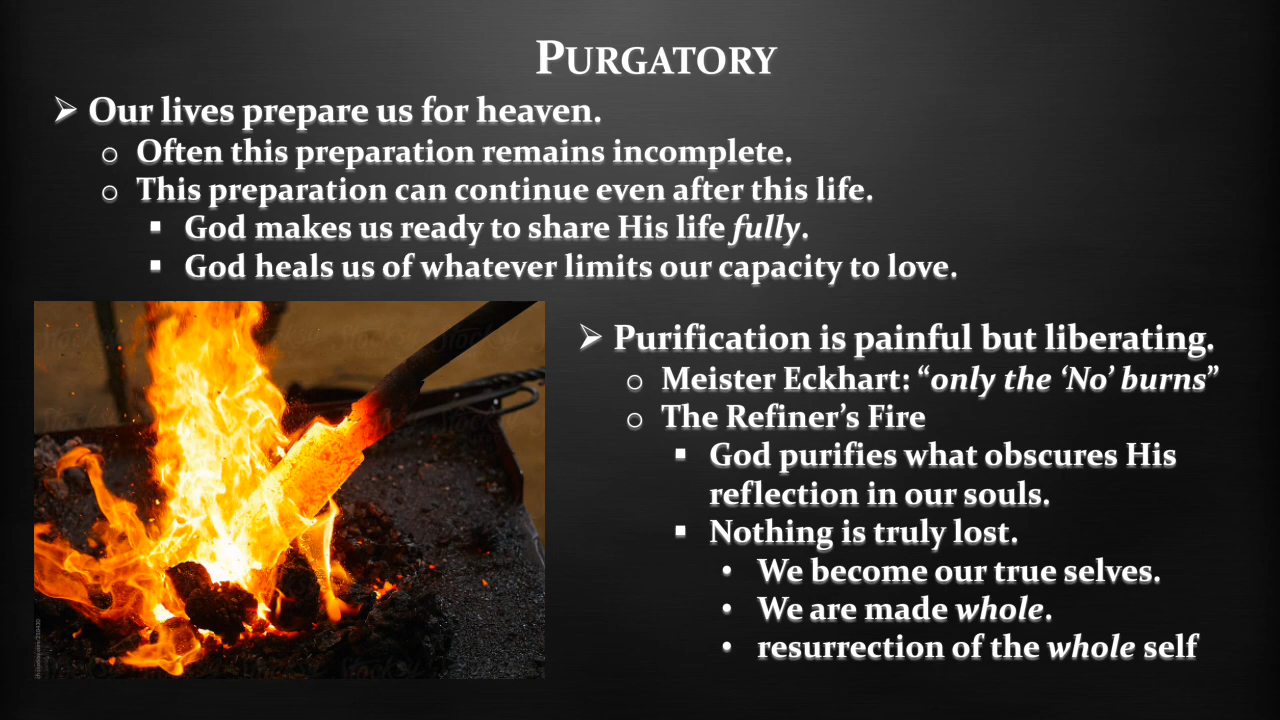 PURGATORY
➢ Our lives prepare us for heaven.
o Often this preparation remains incomplete.
o This preparation can continue even after this life.
▪ God makes us ready to share His life fully.
▪ God heals us of whatever limits our capacity to love.
➢ Purification is painful but liberating.
o Meister Eckhart: “only the ‘No’ burns”
o The Refiner’s Fire
▪ God purifies what obscures His
reflection in our souls.
▪ Nothing is truly lost.
• We become our true selves.
• We are made whole.
• resurrection of the whole self